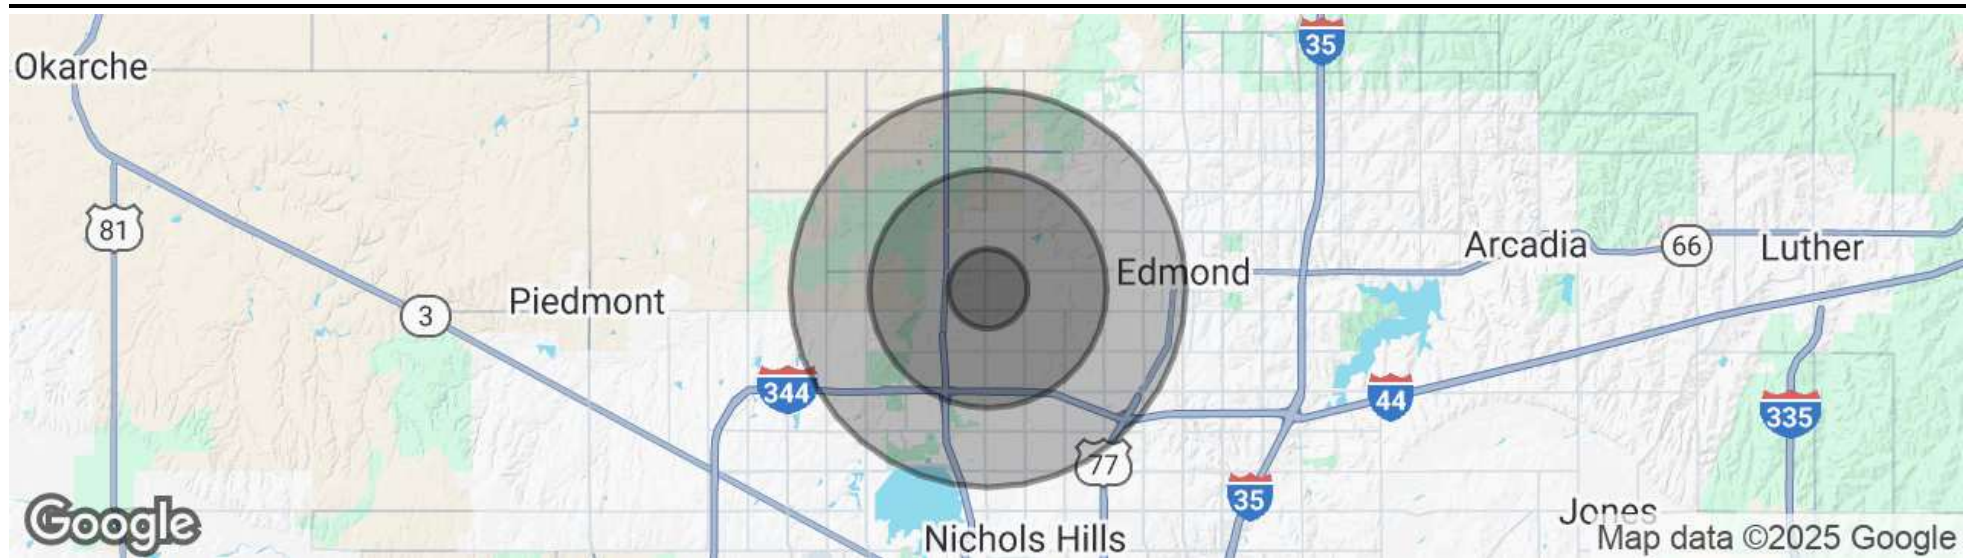 35
Okarche
81
Edmond
Arcadia
66
Luther
Piedmont
3
344
44
335
77
35
Jones
Google
Nichols Hills
Map data ©2025 Google